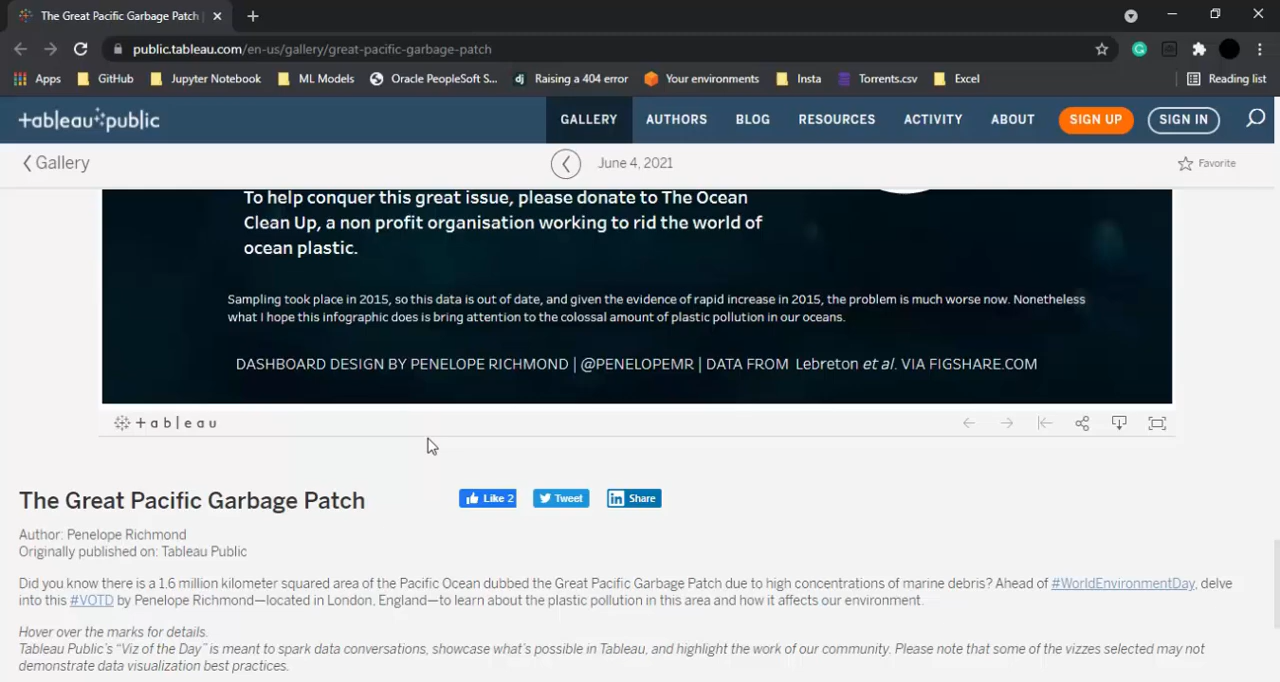 The Great Pacific Garbage Patch |
public.tableau.com/en-us/gallery/great-pacific-garbage-patch
Apps GitHub Jupyter Notebook ML Models Oracle PeopleSoft S... dj Raising a 404 error Your environments Insta Torrents.csv Excel Reading list
+ableau public GALLERY AUTHORS BLOG RESOURCES ACTIVITY ABOUT SIGN UP SIGN IN
Gallery June 4, 2021 Favorite
To help conquer this great issue, please donate to The Ocean
Clean Up, a non profit organisation working to rid the world of
ocean plastic.
Sampling took place in 2015, so this data is out of date, and given the evidence of rapid increase in 2015, the problem is much worse now. Nonetheless
what I hope this infographic does is bring attention to the colossal amount of plastic pollution in our oceans.
DASHBOARD DESIGN BY PENELOPE RICHMOND | @PENELOPEMR | DATA FROM Lebreton et al. VIA FIGSHARE.COM
+ableau
The Great Pacific Garbage Patch Like 2 Tweet in Share
Author: Penelope Richmond
Originally published on: Tableau Public
Did you know there is a 1.6 million kilometer squared area of the Pacific Ocean dubbed the Great Pacific Garbage Patch due to high concentrations of marine debris? Ahead of #WorldEnvironmentDay, delve
into this #VOTD by Penelope Richmond—located in London, England—to learn about the plastic pollution in this area and how it affects our environment.
Hover over the marks for details.
Tableau Public's “Viz of the Day” is meant to spark data conversations, showcase what's possible in Tableau, and highlight the work of our community. Please note that some of the vizzes selected may not
demonstrate data visualization best practices.